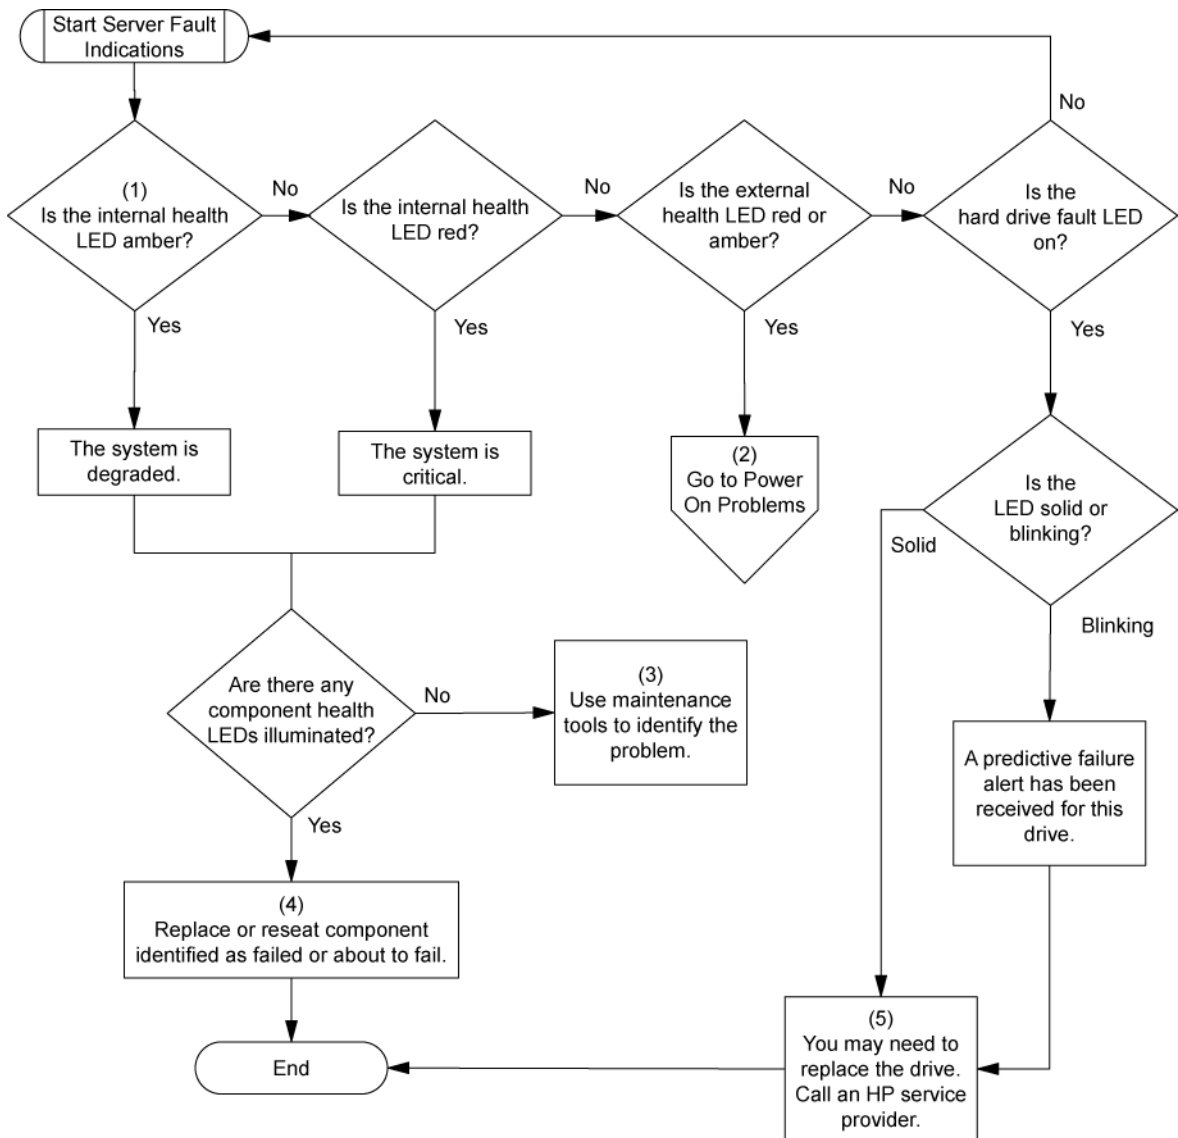 Start Server Fault
Indications
No
(1)
Is the internal health
LED amber?
No
Is the internal health
LED red?
No
Is the external
health LED red or
amber?
No
Is the
hard drive fault LED
on?
Yes
Yes
Yes
Yes
The system is
degraded.
The system is
critical.
(2)
Go to Power
On Problems
Is the
LED solid or
blinking?
Solid
Blinking
Are there any
component health
LEDs illuminated?
No
(3)
Use maintenance
tools to identify the
problem.
Yes
A predictive failure
alert has been
received for this
drive.
(4)
Replace or reseat component
identified as failed or about to fail.
(5)
You may need to
replace the drive.
Call an HP service
provider.
End